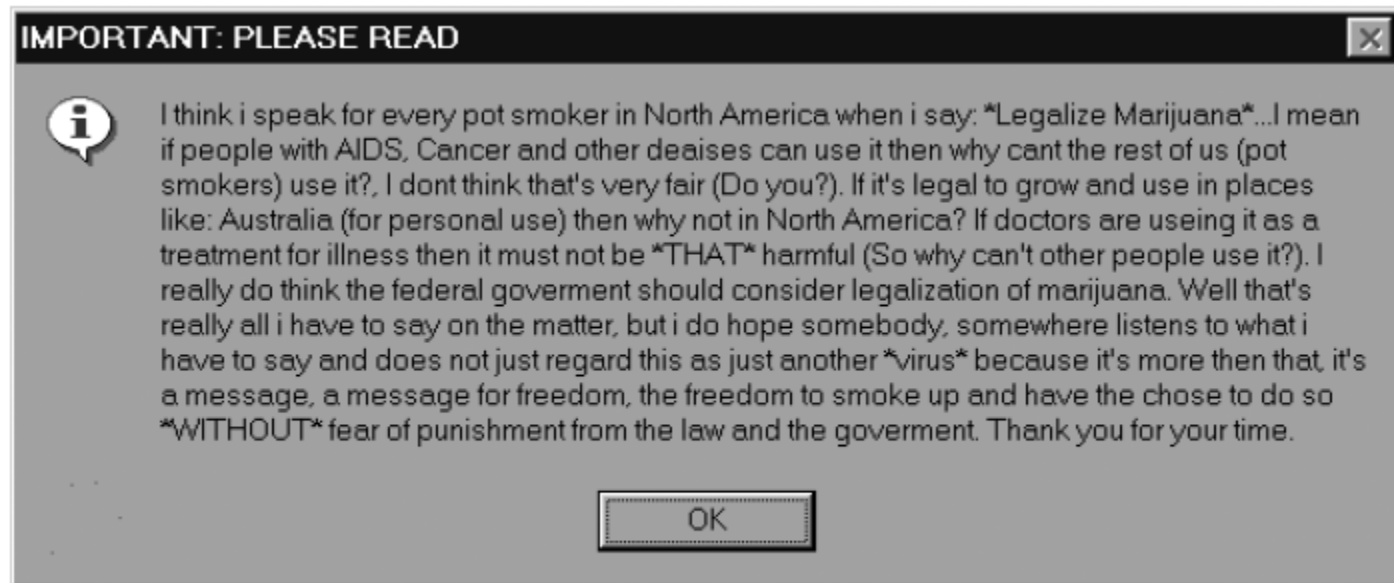 IMPORTANT: PLEASE READ
I think i speak for every pot smoker in North America when i say: *Legalize Marijuana*...I mean
if people with AIDS, Cancer and other deaises can use it then why cant the rest of us (pot
smokers) use it?, I dont think that's very fair (Do you?). If it's legal to grow and use in places
like: Australia (for personal use) then why not in North America? If doctors are useing it as a
treatment for illness then it must not be *THAT* harmful (So why can't other people use it?). I
really do think the federal goverment should consider legalization of marijuana. Well that's
really all i have to say on the matter, but i do hope somebody, somewhere listens to what i
have to say and does not just regard this as just another *virus* because it's more then that, it's
a message, a message for freedom, the freedom to smoke up and have the chose to do so
*WITHOUT* fear of punishment from the law and the goverment. Thank you for your time.
OK